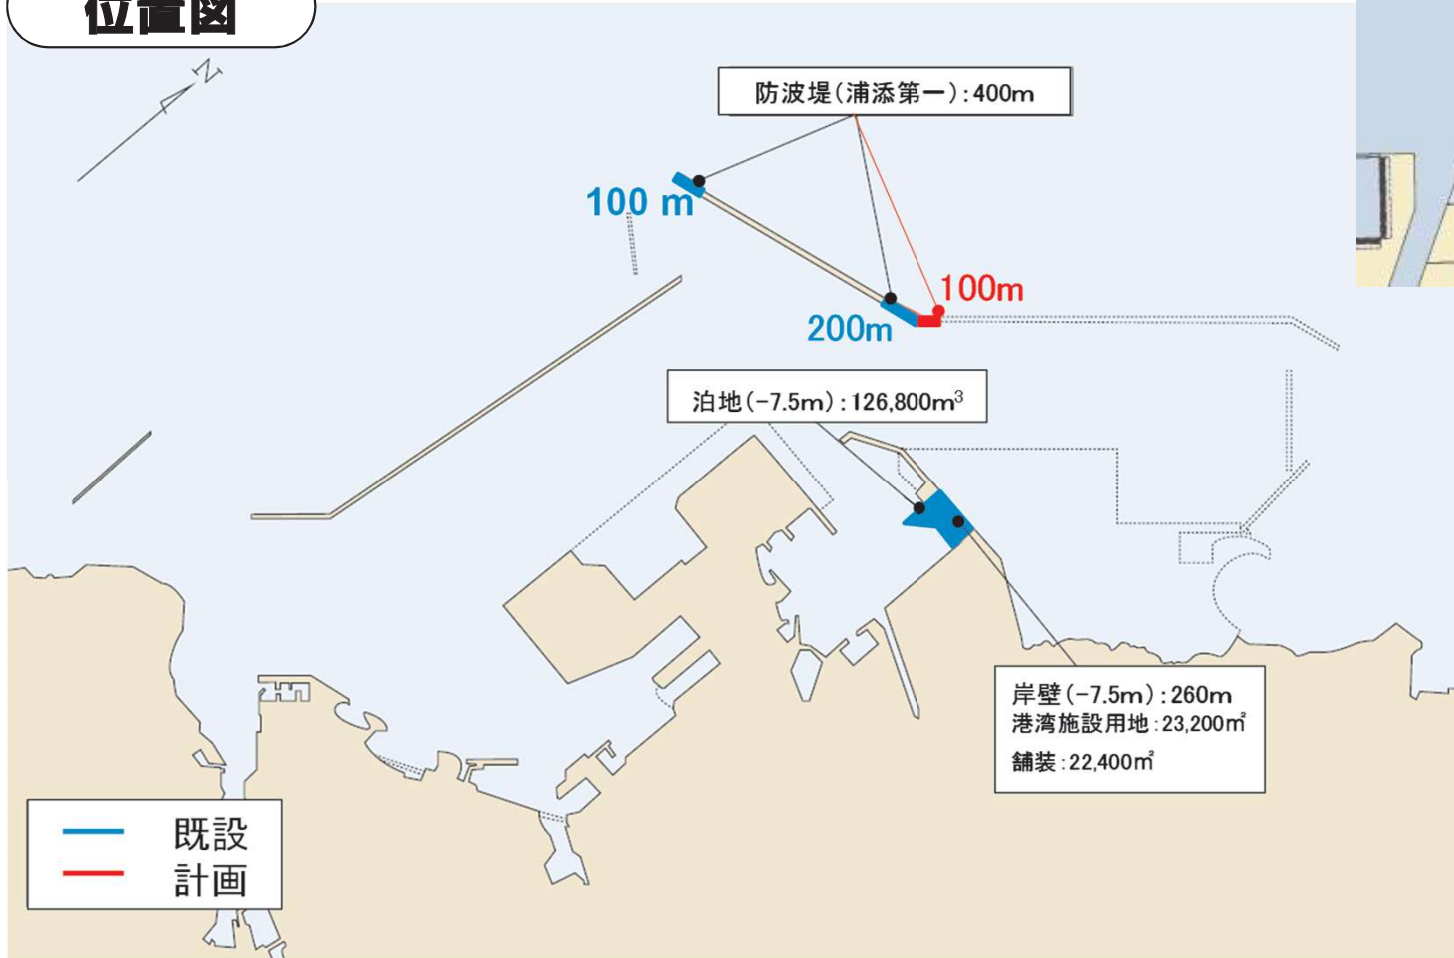 位置図
N
防波堤(浦添第一):400m
100 m
100m
200m
泊地(-7.5m):126,800m³
岸壁(-7.5m):260m
港湾施設用地:23,200㎡
舗装:22,400㎡
既設
計画